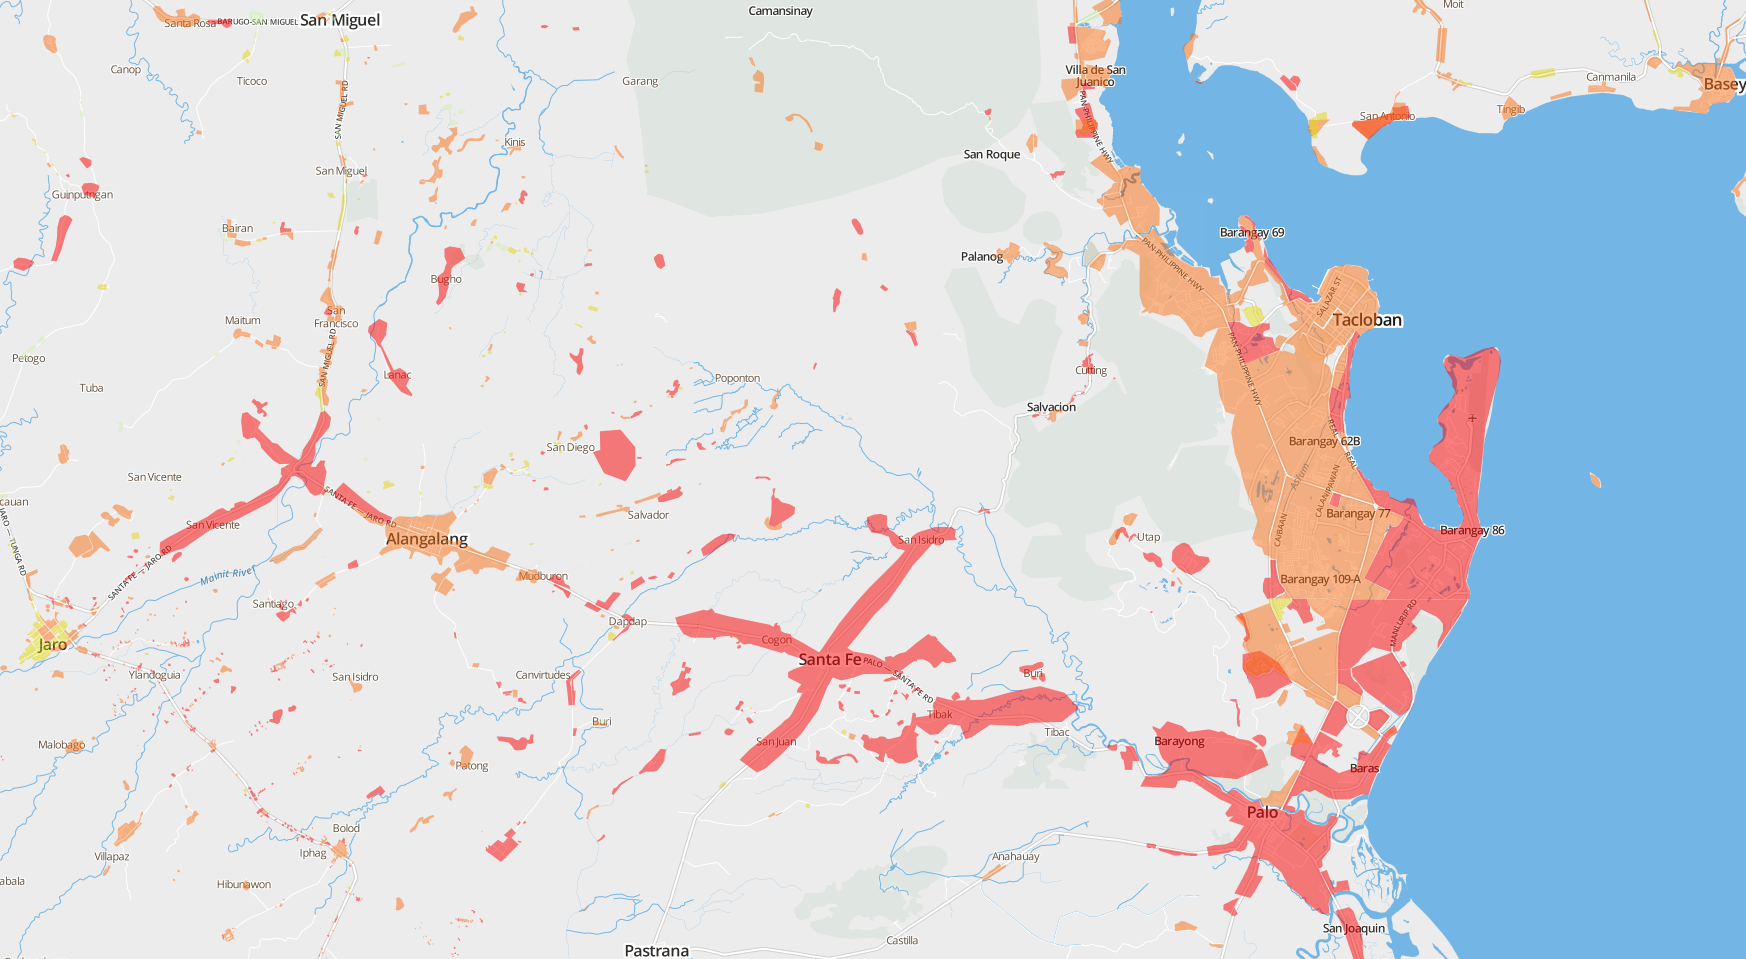 Camansinay
Moit
Santa Rosa
BARUGO-SAN MIGUEL
San Miguel
Canop
Ticoco
Garang
Villa de San
Juanico
Canmanila
Basey
SAN MIGUEL RD
PAN-PHILIPPINE HWY
San Antonio
Tingib
Kinis
San Roque
San Miguel
Guinputngan
Bairan
Barangay 69
Palanog
PAN-PHILIPPINE HWY
Bugho
SALAZAR ST
San
Francisco
Maitum
Tacloban
Petogo
SAN MIGUEL RD
PAN-PHILIPPINE HWY
Cutting
Lanac
Poponton
Tuba
Salvacion
REAL
REAL
Barangay 62B
San Diego
San Vicente
Aslum
CALANIPAWAN
SANTA FE — JARO RD
cauan
Salvador
Barangay 77
San Vicente
JARO — TUNGA RD
Alangalang
San Isidro
Utap
CAIBAAN
Barangay 86
SANTA FE — JARO RD
Mainit River
Mudburon
Barangay 109-A
Santiago
Dapdap
MANLURIP RD
Jaro
Cogon
Santa Fe
PALO — SANTA FE RD
Ylandoguia
San Isidro
Canvirtudes
Buri
Tibak
Buri
Tibac
Malobago
San Juan
Barayong
Patong
Baras
Palo
Bolod
Iphag
Villapaz
Anahauay
abala
Hibunawon
San Joaquin
Castilla
Pastrana